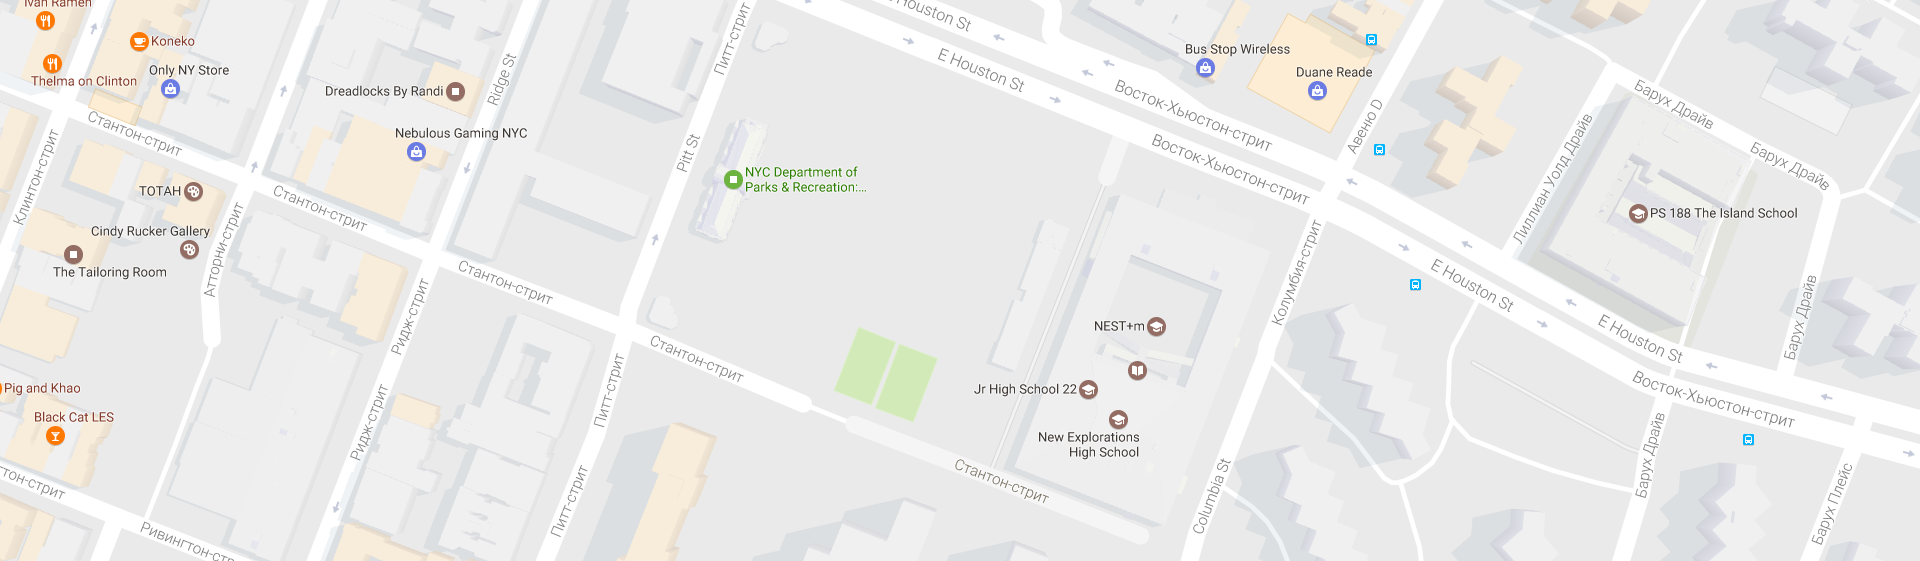 Ivan Ramen
Koneko
Thelma on Clinton
Only NY Store
Стантон-стрит
Клинтон-стрит
TOTAH
Cindy Rucker Gallery
The Tailoring Room
Атторни-стрит
Pig and Khao
Black Cat LES
Ривингтон-стр
Dreadlocks By Randi
Ridge St
Nebulous Gaming NYC
Стантон-стрит
Стантон-стрит
Ридж-стрит
Ридж-стрит
Питт-стрит
Pitt St
NYC Department of
Parks & Recreation:...
Стантон-стрит
Питт-стрит
Питт-стрит
Houston St
E Houston St
Восток-Хьюстон-стрит
Восток-Хьюстон-стрит
Bus Stop Wireless
Duane Reade
Авеню D
Колумбия-стрит
NEST+m
Jr High School 22
New Explorations
High School
Стантон-стрит
Columbia St
Барух Драйв
Барух Драйв
Лиллиан Уолд Драйв
PS 188 The Island School
E Houston St
E Houston St
Барух Драйв
Восток-Хьюстон-стрит
Барух Драйв
Барух Плейс